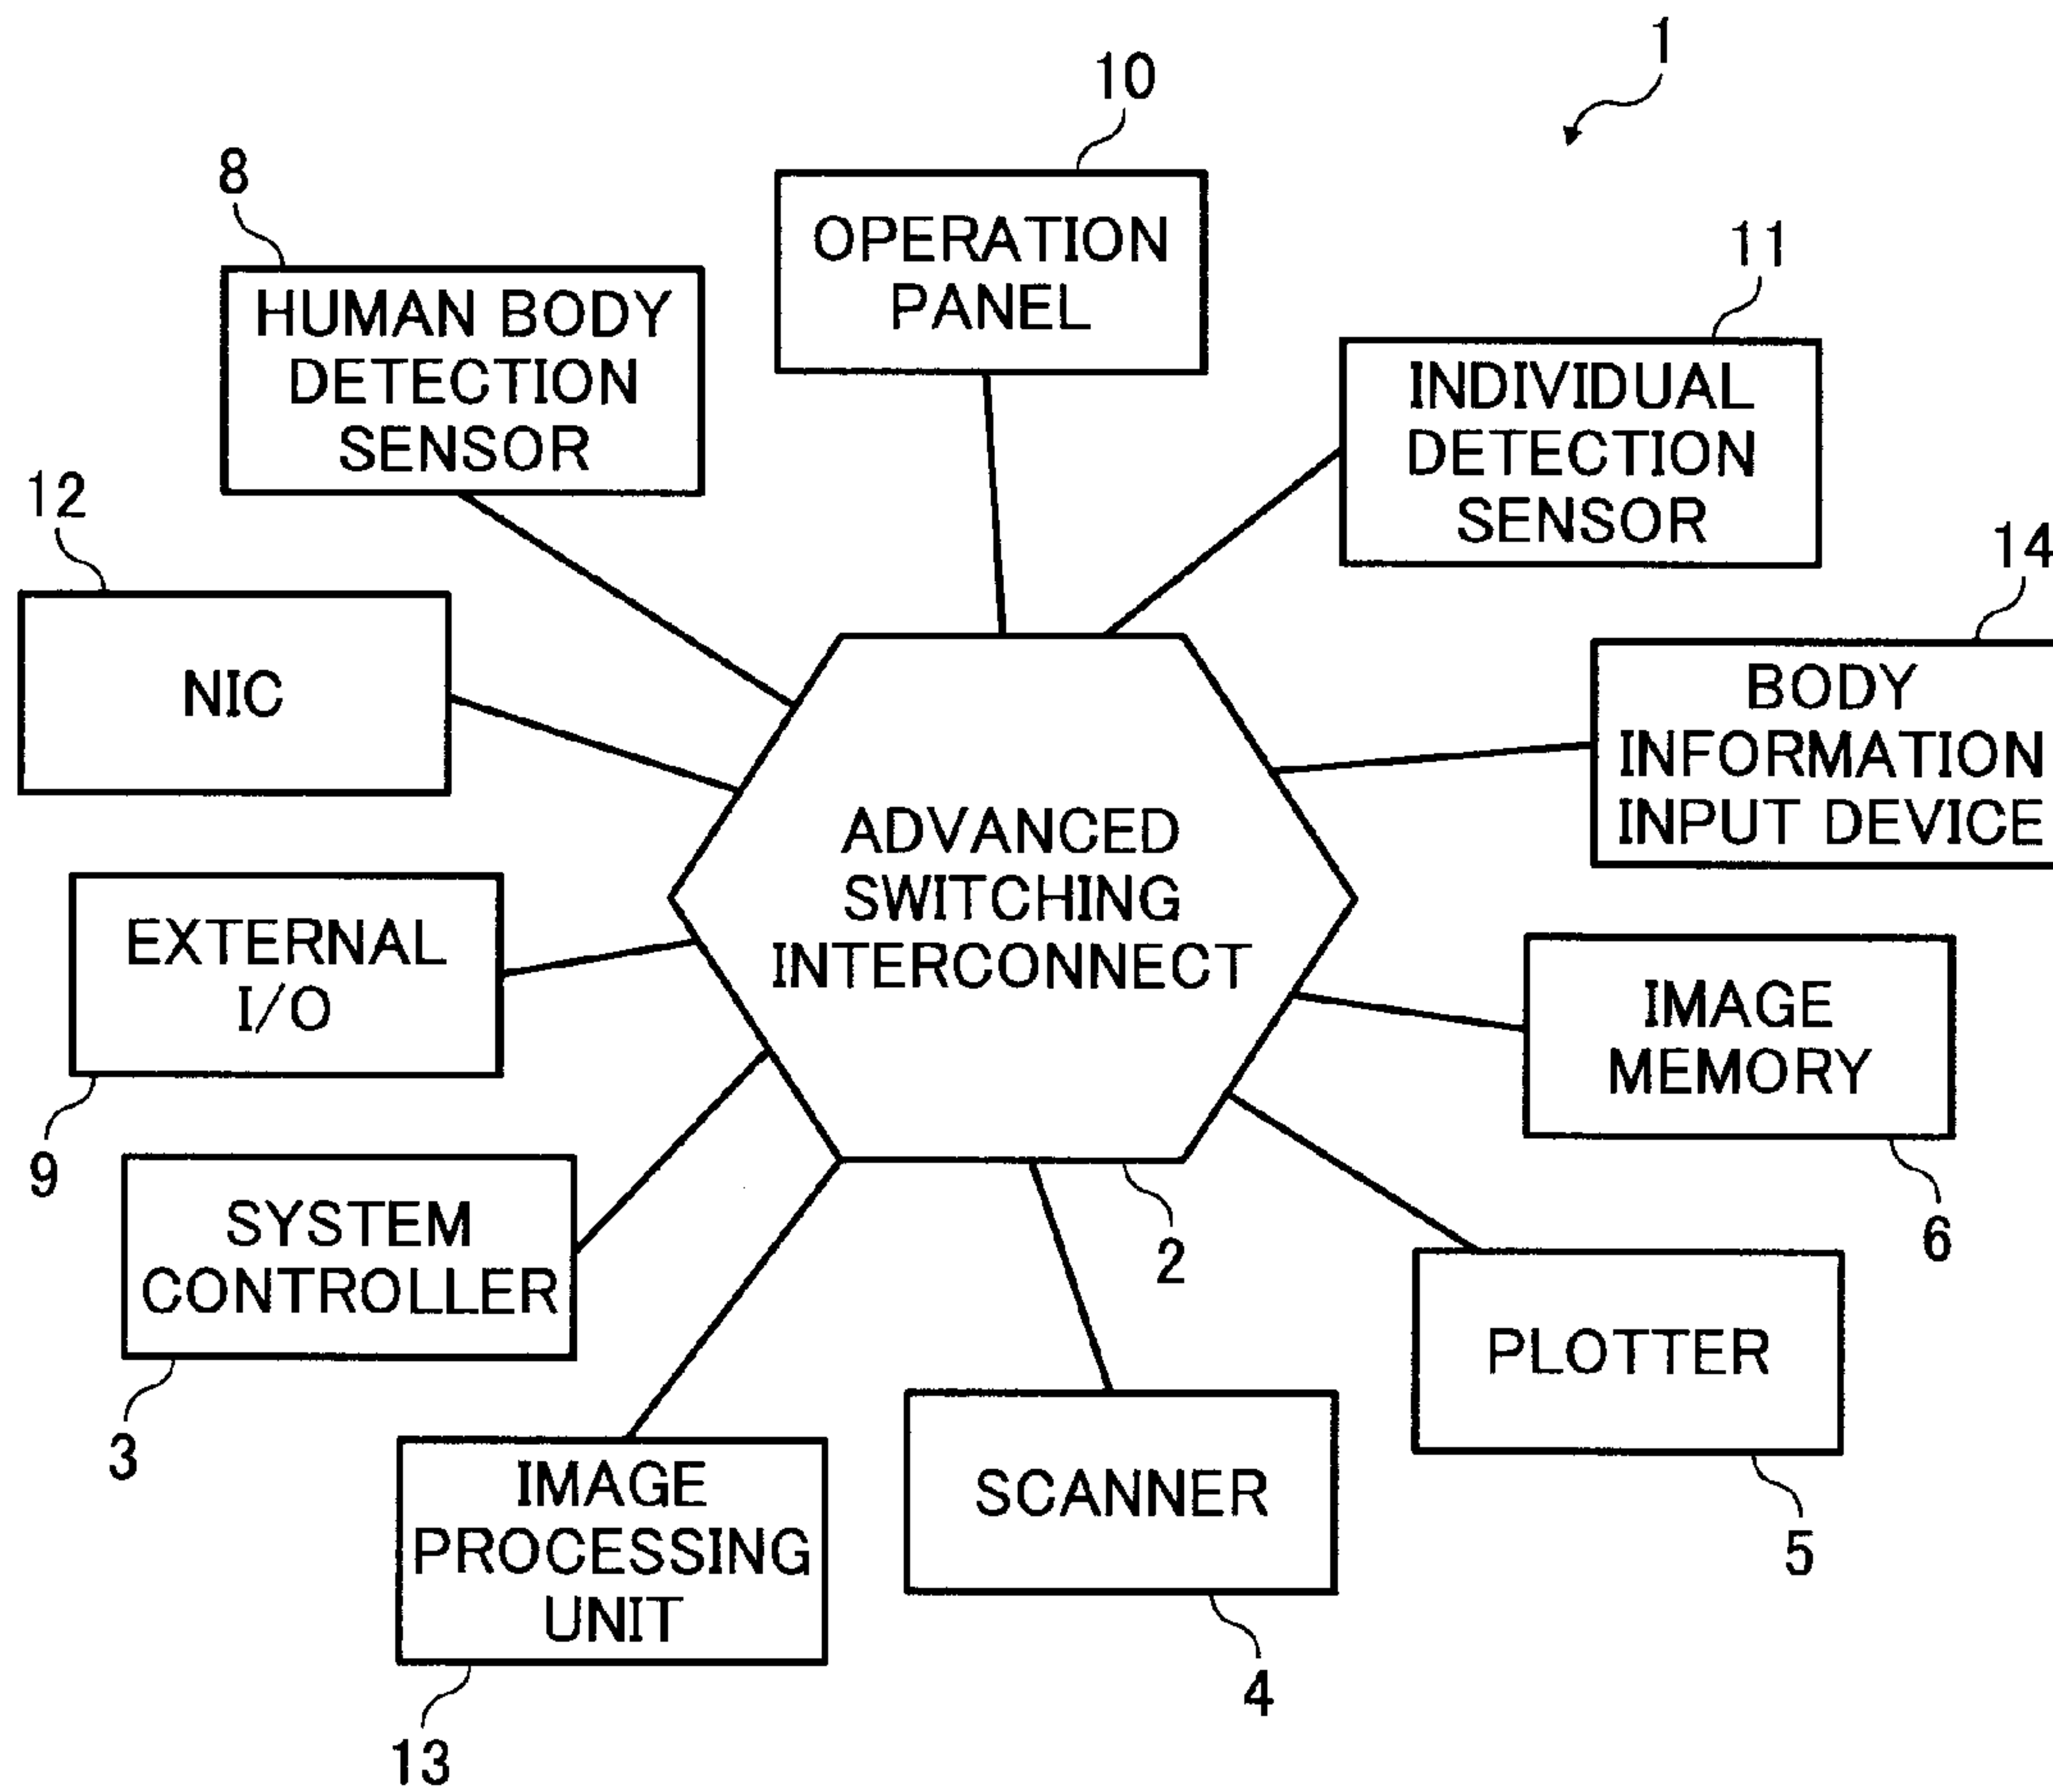 1
10
OPERATION
PANEL
8
HUMAN BODY
DETECTION
SENSOR
11
INDIVIDUAL
DETECTION
SENSOR
12
NIC
14
BODY
INFORMATION
INPUT DEVICE
ADVANCED
SWITCHING
INTERCONNECT
2
EXTERNAL
I/O
9
IMAGE
MEMORY
6
SYSTEM
CONTROLLER
3
PLOTTER
5
IMAGE
PROCESSING
UNIT
13
SCANNER
4